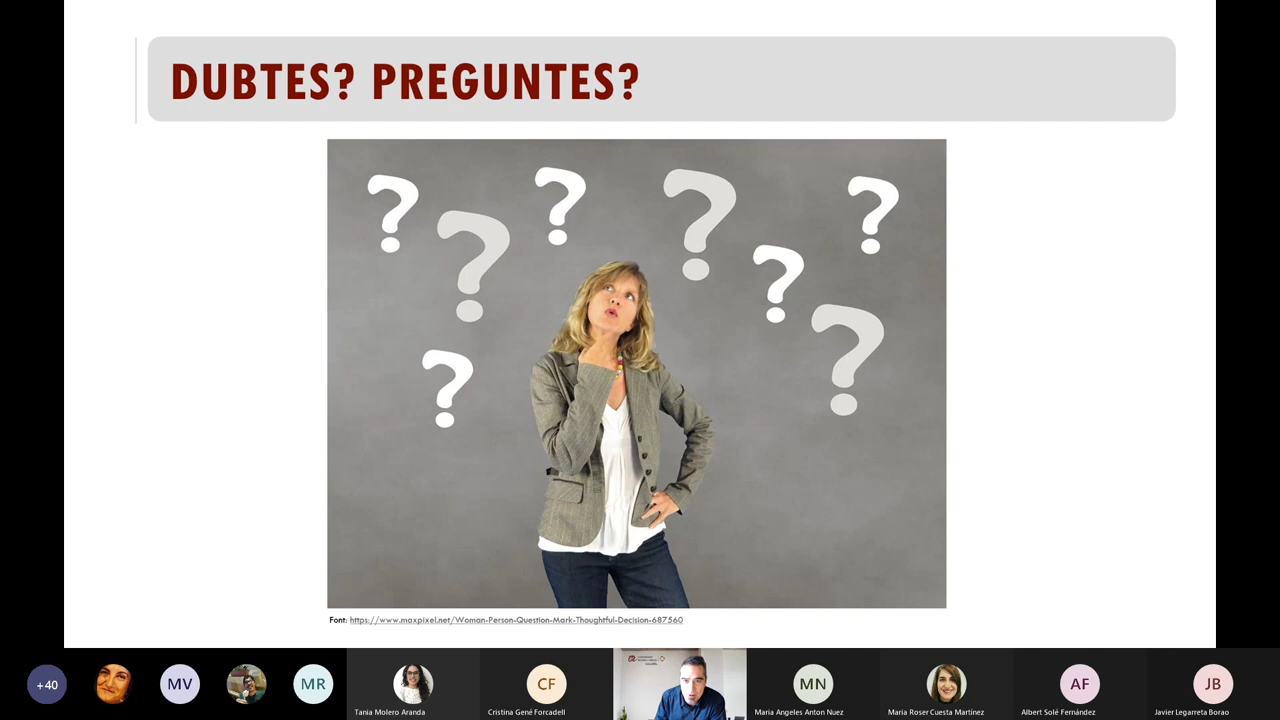 DUBTES? PREGUNTES?
? ? ? ? ? ? ? ?
Font: https://www.maxpixel.net/Woman-Person-Question-Mark-Thoughtful-Decision-687560
+40
MV
MR
CF
MN
AF
JB
Tania Molero Aranda
Cristina Gené Forcadell
Maria Angeles Anton Nuez
Maria Roser Cuesta Martínez
Albert Solé Fernández
Javier Legarreta Borao